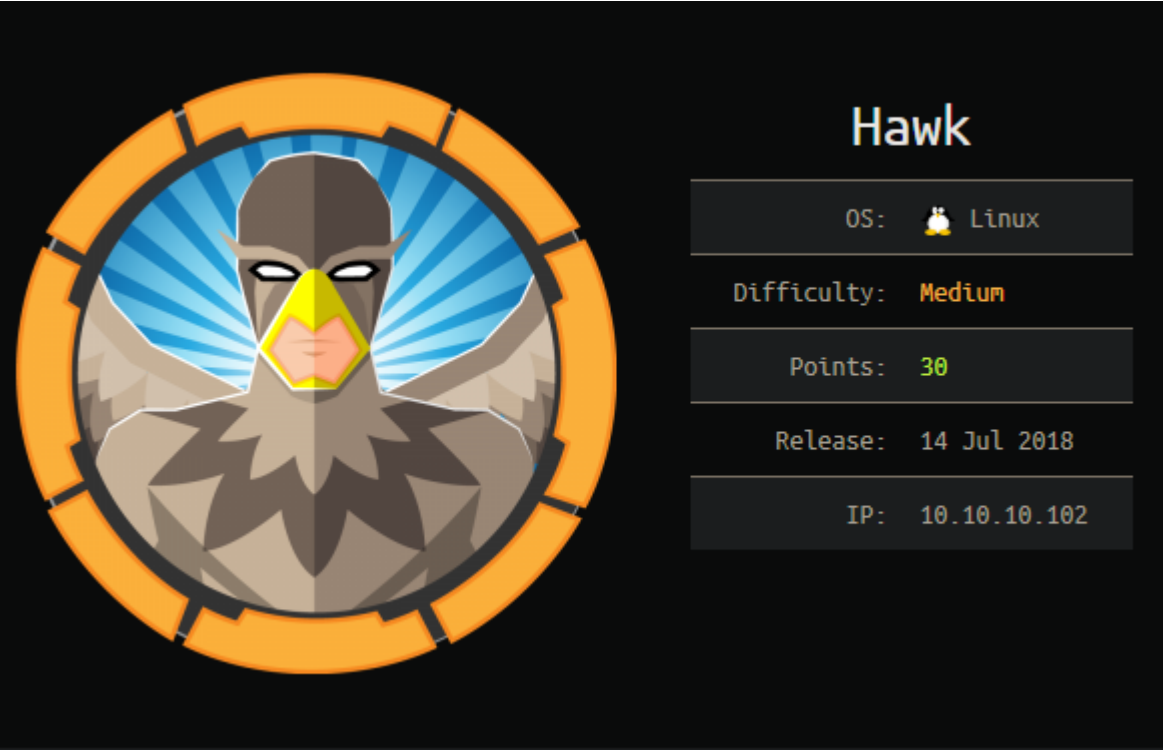 Hawk
OS: Linux
Difficulty: Medium
Points: 30
Release: 14 Jul 2018
IP: 10.10.10.102